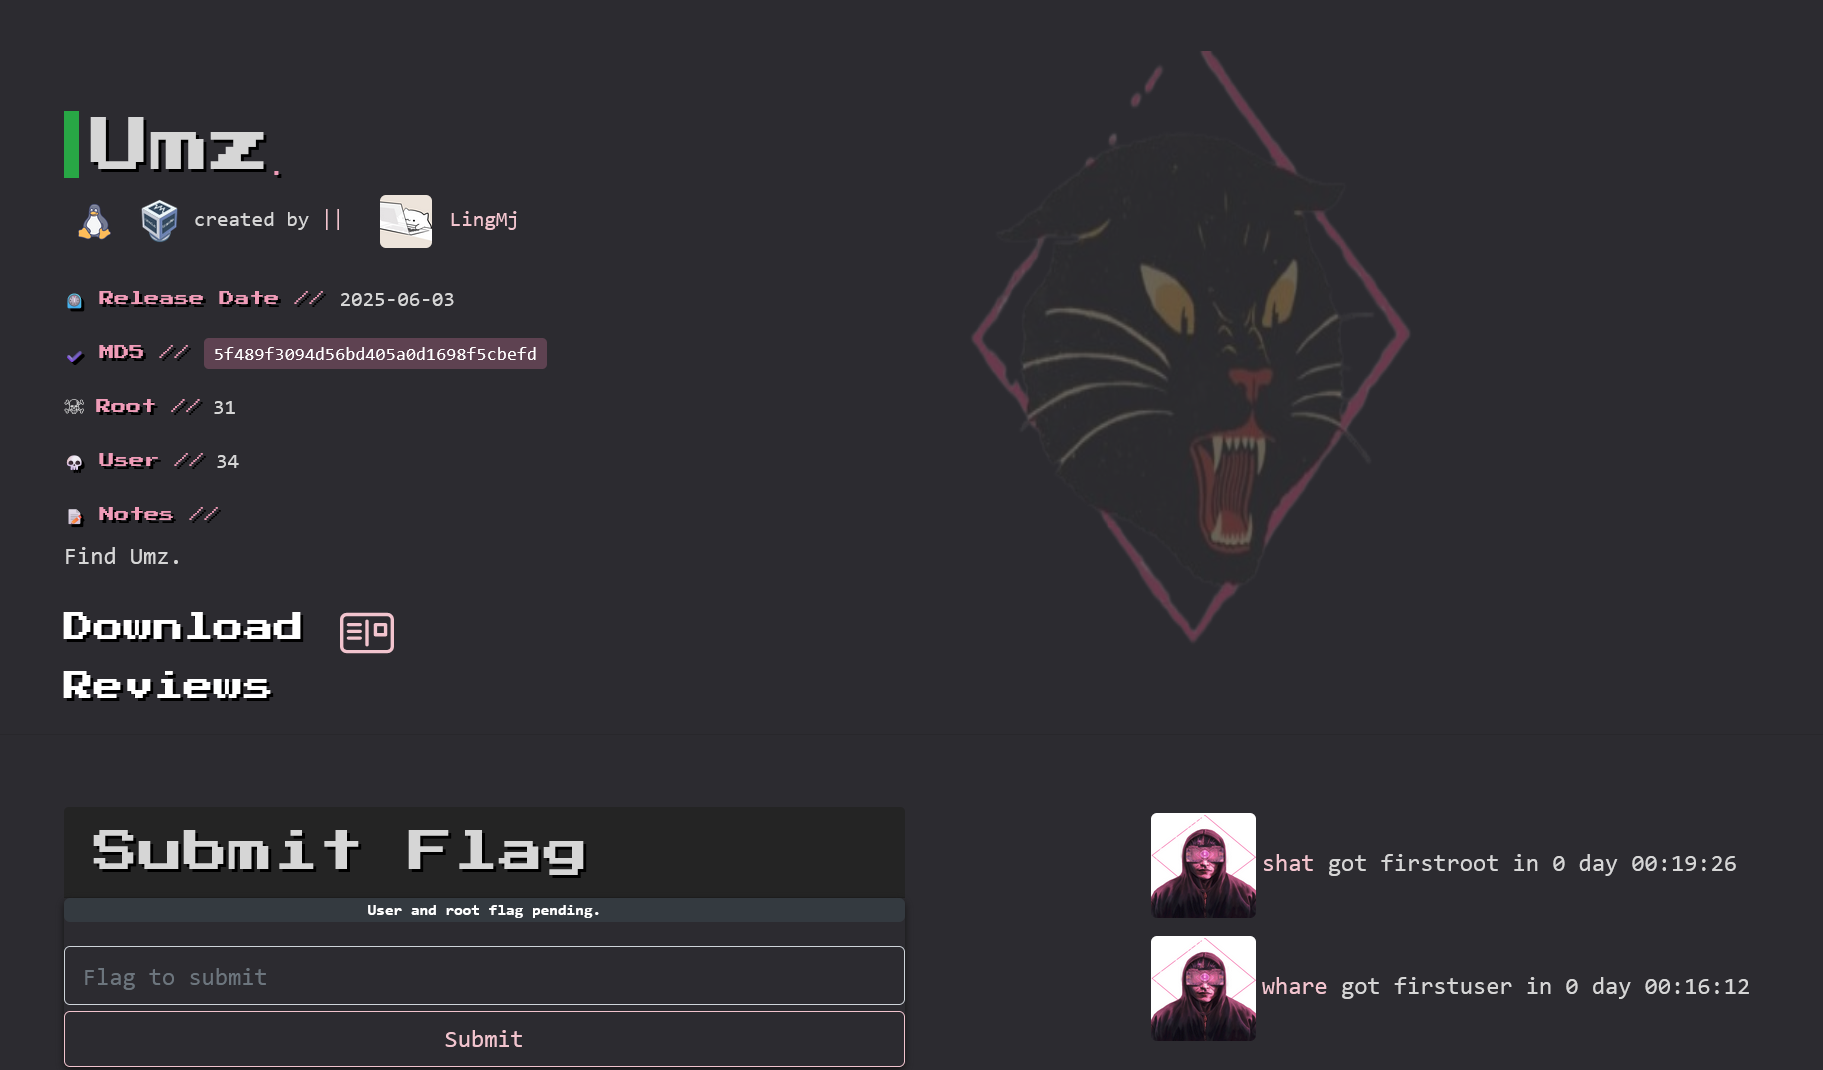 Umz.
created by || LingMj
Release Date // 2025-06-03
MD5 // 5f489f3094d56bd405a0d1698f5cbefd
Root // 31
User // 34
Notes //
Find Umz.
Download
Reviews
Submit Flag
User and root flag pending.
Flag to submit
Submit
shat got firstroot in 0 day 00:19:26
whare got firstuser in 0 day 00:16:12